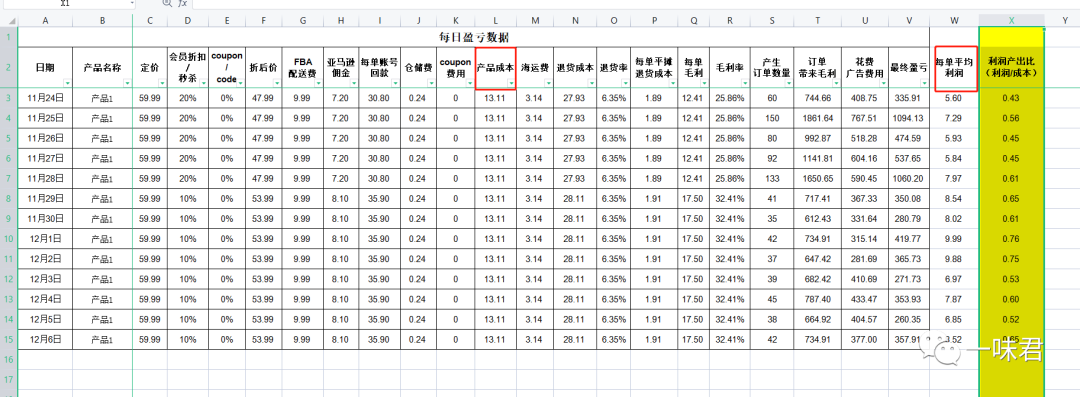 X1 fx
A B C D E F G H I J K L M N O P Q R S T U V W X Y
1 每日盈亏数据
2 日期 产品名称 定价 会员折扣/秒杀 coupon/code 折后价 FBA配送费 亚马逊佣金 每单账号回款 仓储费 coupon费用 产品成本 海运费 退货成本 退货率 每单不摊退货成本 每单毛利 毛利率 产生订单数量 订单带来毛利 花费广告费用 最终盈亏 每单平均利润 利润产出比（利润/成本）
3 11月24日 产品1 59.99 20% 0% 47.99 9.99 7.20 30.80 0.24 0 13.11 3.14 27.93 6.35% 1.89 12.41 25.86% 60 744.66 408.75 335.91 5.60 0.43
4 11月25日 产品1 59.99 20% 0% 47.99 9.99 7.20 30.80 0.24 0 13.11 3.14 27.93 6.35% 1.89 12.41 25.86% 150 1861.64 767.51 1094.13 7.29 0.56
5 11月26日 产品1 59.99 20% 0% 47.99 9.99 7.20 30.80 0.24 0 13.11 3.14 27.93 6.35% 1.89 12.41 25.86% 80 992.87 518.28 474.59 5.93 0.45
6 11月27日 产品1 59.99 20% 0% 47.99 9.99 7.20 30.80 0.24 0 13.11 3.14 27.93 6.35% 1.89 12.41 25.86% 92 1141.81 604.16 537.65 5.84 0.45
7 11月28日 产品1 59.99 20% 0% 47.99 9.99 7.20 30.80 0.24 0 13.11 3.14 27.93 6.35% 1.89 12.41 25.86% 133 1650.65 590.45 1060.20 7.97 0.61
8 11月29日 产品1 59.99 10% 0% 53.99 9.99 8.10 35.90 0.24 0 13.11 3.14 28.11 6.35% 1.91 17.50 32.41% 41 717.41 367.33 350.08 8.54 0.65
9 11月30日 产品1 59.99 10% 0% 53.99 9.99 8.10 35.90 0.24 0 13.11 3.14 28.11 6.35% 1.91 17.50 32.41% 35 612.43 331.64 280.79 8.02 0.61
10 12月1日 产品1 59.99 10% 0% 53.99 9.99 8.10 35.90 0.24 0 13.11 3.14 28.11 6.35% 1.91 17.50 32.41% 42 734.91 315.14 419.77 9.99 0.76
11 12月2日 产品1 59.99 10% 0% 53.99 9.99 8.10 35.90 0.24 0 13.11 3.14 28.11 6.35% 1.91 17.50 32.41% 37 647.42 281.69 365.73 9.88 0.75
12 12月3日 产品1 59.99 10% 0% 53.99 9.99 8.10 35.90 0.24 0 13.11 3.14 28.11 6.35% 1.91 17.50 32.41% 39 682.42 410.69 271.73 6.97 0.53
13 12月4日 产品1 59.99 10% 0% 53.99 9.99 8.10 35.90 0.24 0 13.11 3.14 28.11 6.35% 1.91 17.50 32.41% 45 787.40 433.47 353.93 7.87 0.60
14 12月5日 产品1 59.99 10% 0% 53.99 9.99 8.10 35.90 0.24 0 13.11 3.14 28.11 6.35% 1.91 17.50 32.41% 38 664.92 404.57 260.35 6.85 0.52
15 12月6日 产品1 59.99 10% 0% 53.99 9.99 8.10 35.90 0.24 0 13.11 3.14 28.11 6.35% 1.91 17.50 32.41% 42 734.91 377.00 357.91 0.65
一味君
16
17